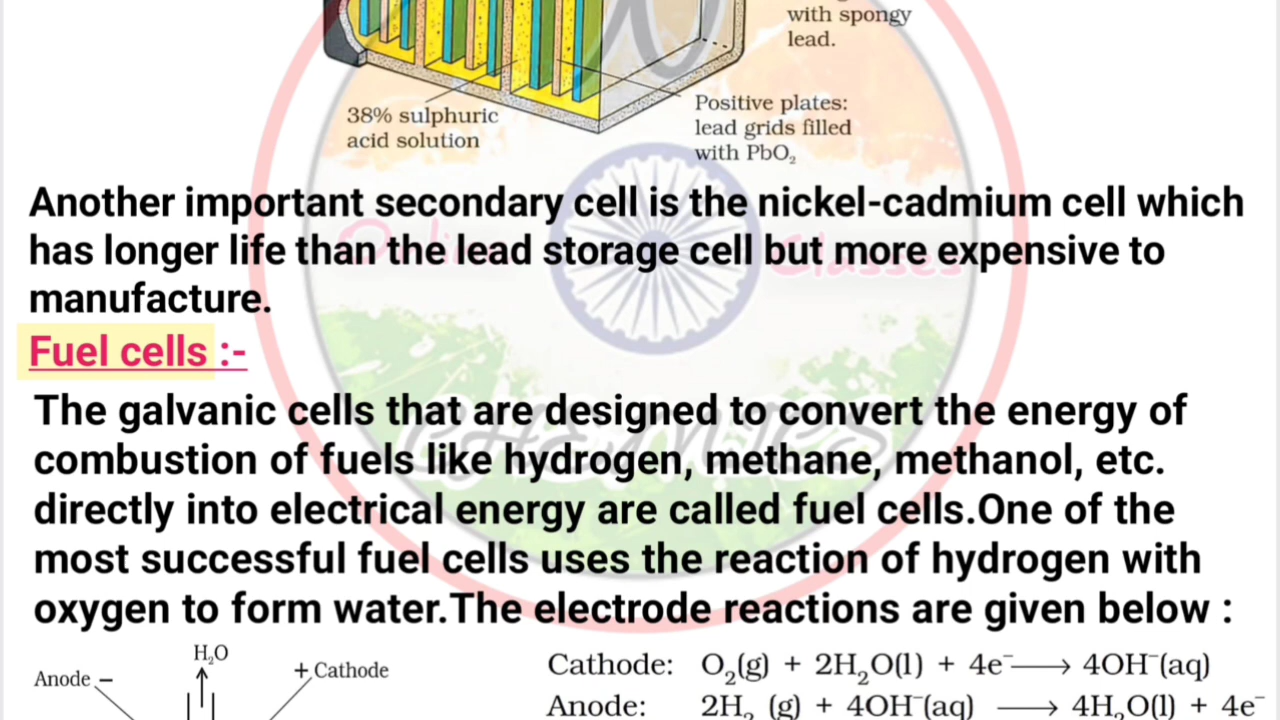 with spongy
lead.
38% sulphuric
acid solution
Positive plates:
lead grids filled
with PbO₂
Another important secondary cell is the nickel-cadmium cell which
has longer life than the lead storage cell but more expensive to
manufacture.
Fuel cells :-
The galvanic cells that are designed to convert the energy of
combustion of fuels like hydrogen, methane, methanol, etc.
directly into electrical energy are called fuel cells.One of the
most successful fuel cells uses the reaction of hydrogen with
oxygen to form water.The electrode reactions are given below :
H₂O
Anode –
+ Cathode
Cathode: O₂(g) + 2H₂O(l) + 4e⁻ ⟶ 4OH⁻(aq)
Anode: 2H₂ (g) + 4OH⁻(aq) ⟶ 4H₂O(l) + 4e⁻
Online Classes